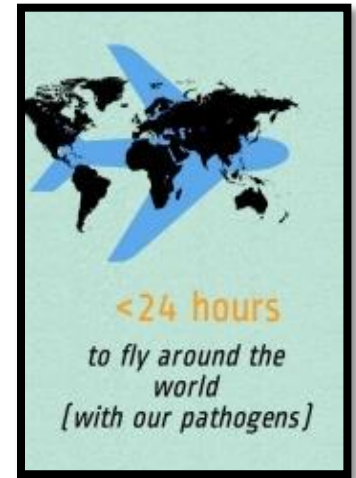 <24 hours
to fly around the
world
(with our pathogens)